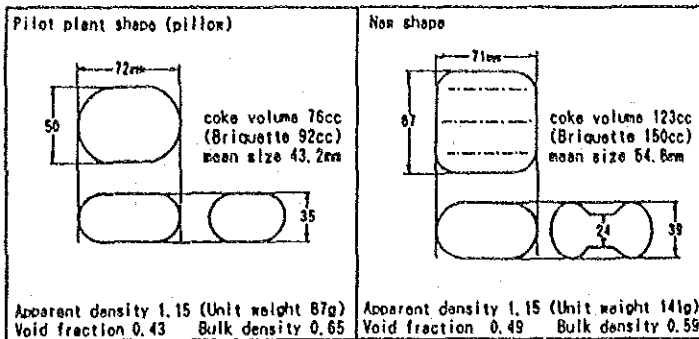 Pilot plant shape (pillow)
72mm
50
coke volume 76cc
(Briquette 92cc)
mean size 43.2mm
35
Apparent density 1.15 (Unit weight 87g)
Void fraction 0.43 Bulk density 0.65
New shape
71mm
67
coke volume 123cc
(Briquette 150cc)
mean size 54.8mm
24
39
Apparent density 1.15 (Unit weight 141g)
Void fraction 0.49 Bulk density 0.59